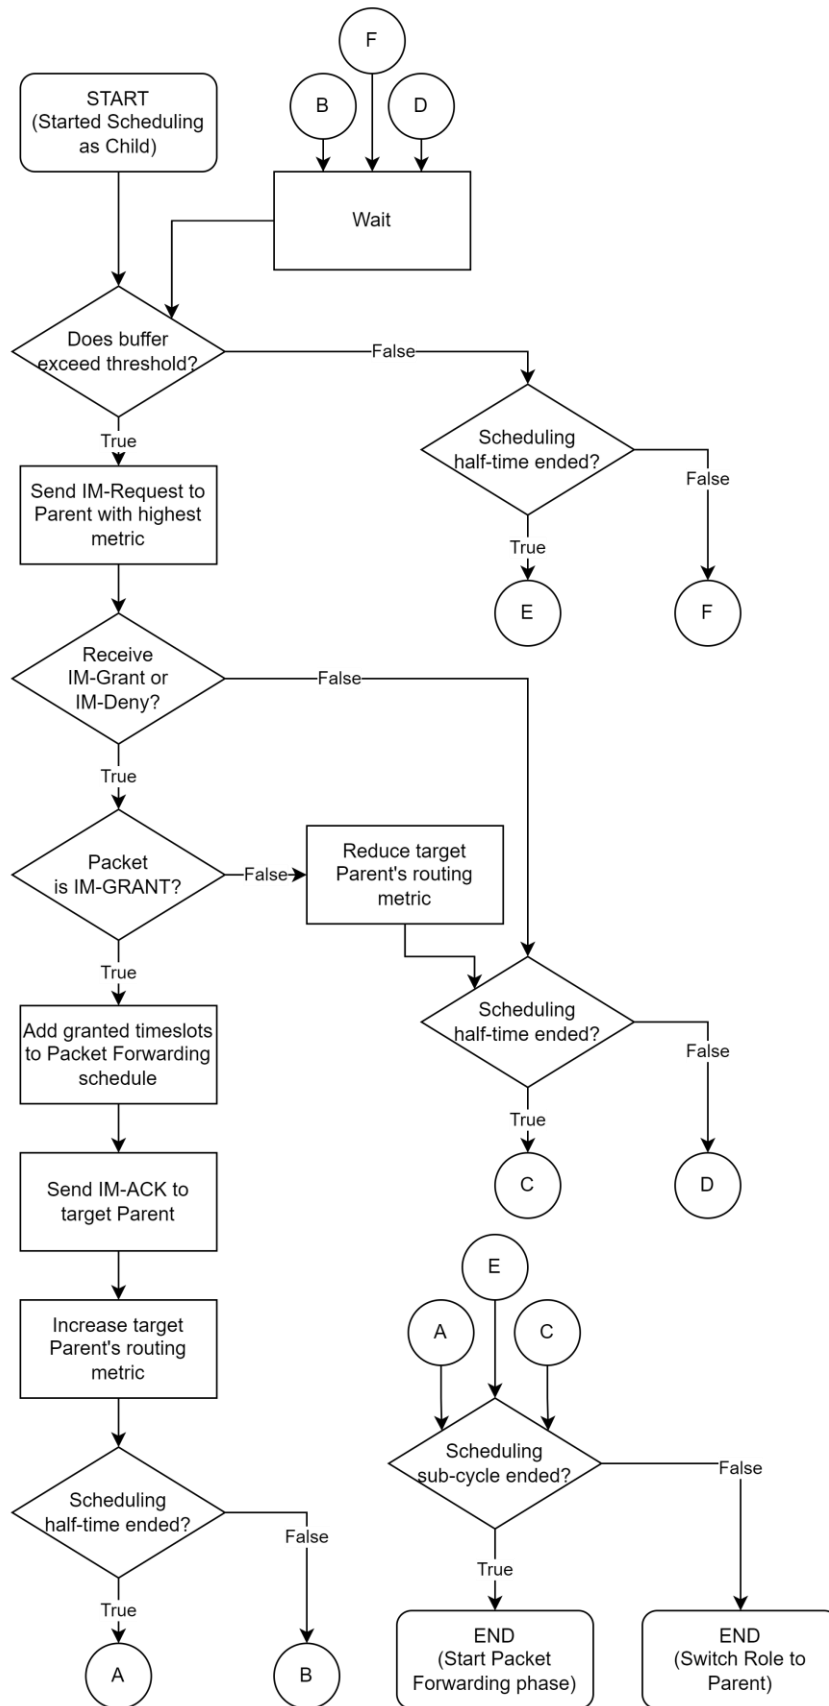 F
B
D
START
(Started Scheduling
as Child)
Wait
Does buffer
exceed threshold?
False
True
Scheduling
half-time ended?
False
True
E
F
Send IM-Request to
Parent with highest
metric
Receive
IM-Grant or
IM-Deny?
False
True
Packet
is IM-GRANT?
False
Reduce target
Parent's routing
metric
True
Scheduling
half-time ended?
False
True
C
D
Add granted timeslots
to Packet Forwarding
schedule
Send IM-ACK to
target Parent
Increase target
Parent's routing
metric
Scheduling
half-time ended?
False
True
A
B
E
A
C
Scheduling
sub-cycle ended?
False
True
END
(Start Packet
Forwarding phase)
END
(Switch Role to
Parent)